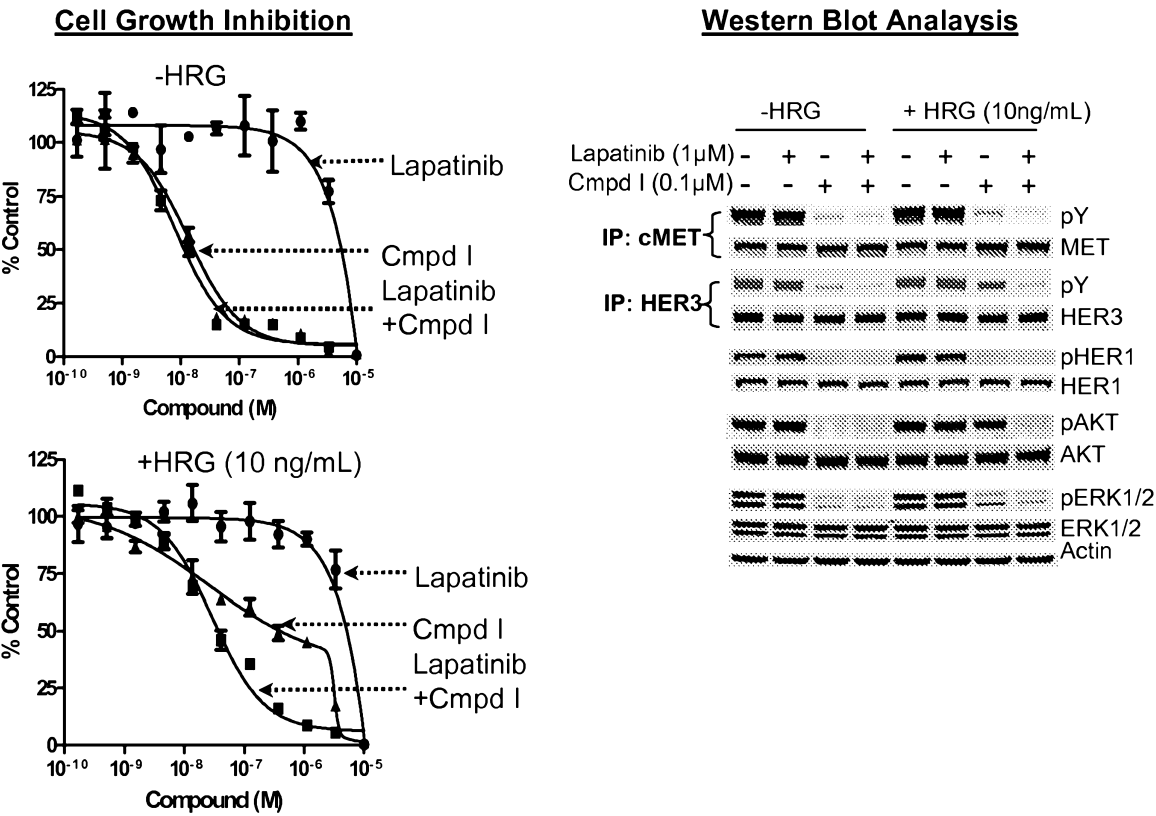 Cell Growth Inhibition
-HRG
125
100
75
50
25
0
% Control
Lapatinib
Cmpd I
Lapatinib
+Cmpd I
10-10 10-9 10-8 10-7 10-6 10-5
Compound (M)
+HRG (10 ng/mL)
125
100
75
50
25
0
% Control
Lapatinib
Cmpd I
Lapatinib
+Cmpd I
10-10 10-9 10-8 10-7 10-6 10-5
Compound (M)
Western Blot Analaysis
-HRG + HRG (10ng/mL)
Lapatinib (1µM) - + - + - + - +
Cmpd I (0.1µM) - - + + - - + +
IP: cMET
pY
MET
IP: HER3
pY
HER3
pHER1
HER1
pAKT
AKT
pERK1/2
ERK1/2
Actin